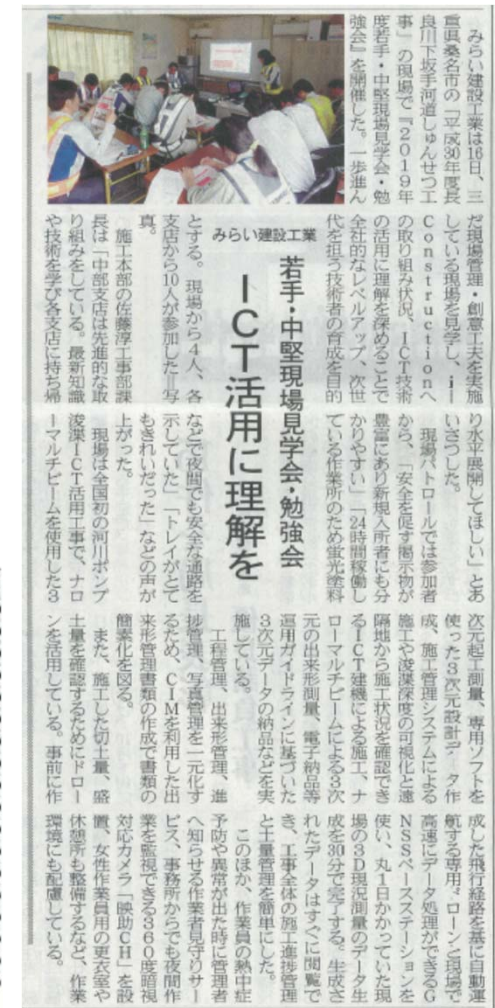 みらい建設工業
若手・中堅現場見学会・勉強会
ICT活用に理解を
みらい建設工業は16日、三
重県桑名市の「平成30年度長
良川下坂手河道しゅんせつ工
事」の現場で『2019年
度若手・中堅現場見学会・勉
強会』を開催した。一歩進ん
だ現場管理・創意工夫を実施
している現場を見学し、i―
Constructionへ
の取り組み状況、ICT技術
の活用に理解を深めることで
全社的なレベルアップ、次世
代を担う技術者の育成を目的
とする。現場から4人、各
支店から10人が参加した=写
真。
施工本部の佐藤淳工事部課
長は「中部支店は先進的な取
り組みをしている。最新知識
や技術を学び各支店に持ち帰
り水平展開してほしい」とあ
いさつした。
現場パトロールでは参加者
から、「安全を促す掲示物が
豊富にあり新規入所者にも分
かりやすい」「24時間稼働し
ている作業所のため蛍光塗料
などで夜間でも安全な通路を
示していた」「トイレがとて
もきれいだった」などの声が
上がった。
現場は全国初の河川ポンプ
浚渫ICT活用工事で、ナロ
ーマルチビームを使用した3
次元起工測量、専用ソフトを
使った3次元設計データ作
成、施工管理システムによる
施工や浚渫深度の可視化と遠
隔地から施工状況を確認でき
るICT建機による施工、ナ
ローマルチビームによる3次
元の出来形測量、電子納品等
運用ガイドラインに基づいた
3次元データの納品などを実
施している。
工程管理、出来形管理、進
捗管理、写真管理を一元化す
るため、CIMを利用した出
来形管理書類の作成で書類の
簡素化を図る。
また、施工した切土量、盛
土量を確認するためにドロー
ンを活用している。事前に作
成した飛行経路を基に自動運
航する専用ドローンと現場で
高速にデータ処理ができるG
NSSベースステーションを
使い、丸1日かかっていた現
場の3D現況測量のデータ生
成を30分で完了する。生成さ
れたデータはすぐに閲覧で
き、工事全体の施工進捗管理
と土量管理を簡単にした。
このほか、作業員の熱中症
予防や異常が出た時に管理者
へ知らせる作業者見守りサー
ビス、事務所からでも夜間作
業を監視できる360度暗視
対応カメラ「映助CH」を設
置、女性作業員用の更衣室や
休憩所も整備するなど、作業
環境にも配慮している。